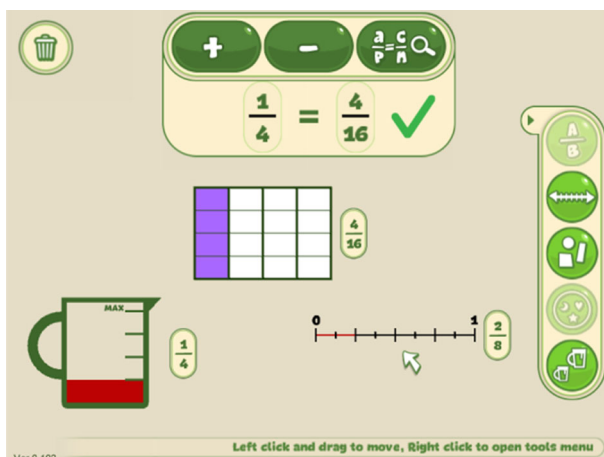 + - a/p = c/n
1/4 = 4/16
A/B
4/16
MAX
1/4
0 1
2/8
Left click and drag to move, Right click to open tools menu